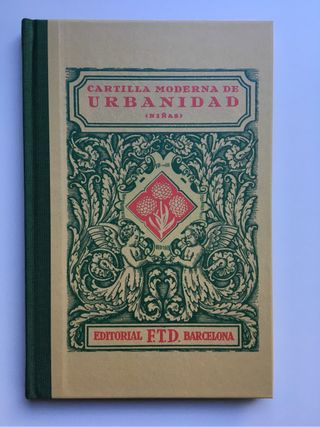 CARTILLA MODERNA DE
URBANIDAD
(NIÑAS)
EDITORIAL F.T.D. BARCELONA